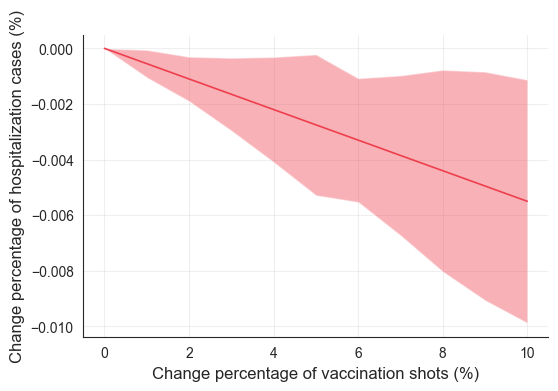 Change percentage of hospitalization cases (%)
0.000
−0.002
−0.004
−0.006
−0.008
−0.010
0 2 4 6 8 10
Change percentage of vaccination shots (%)